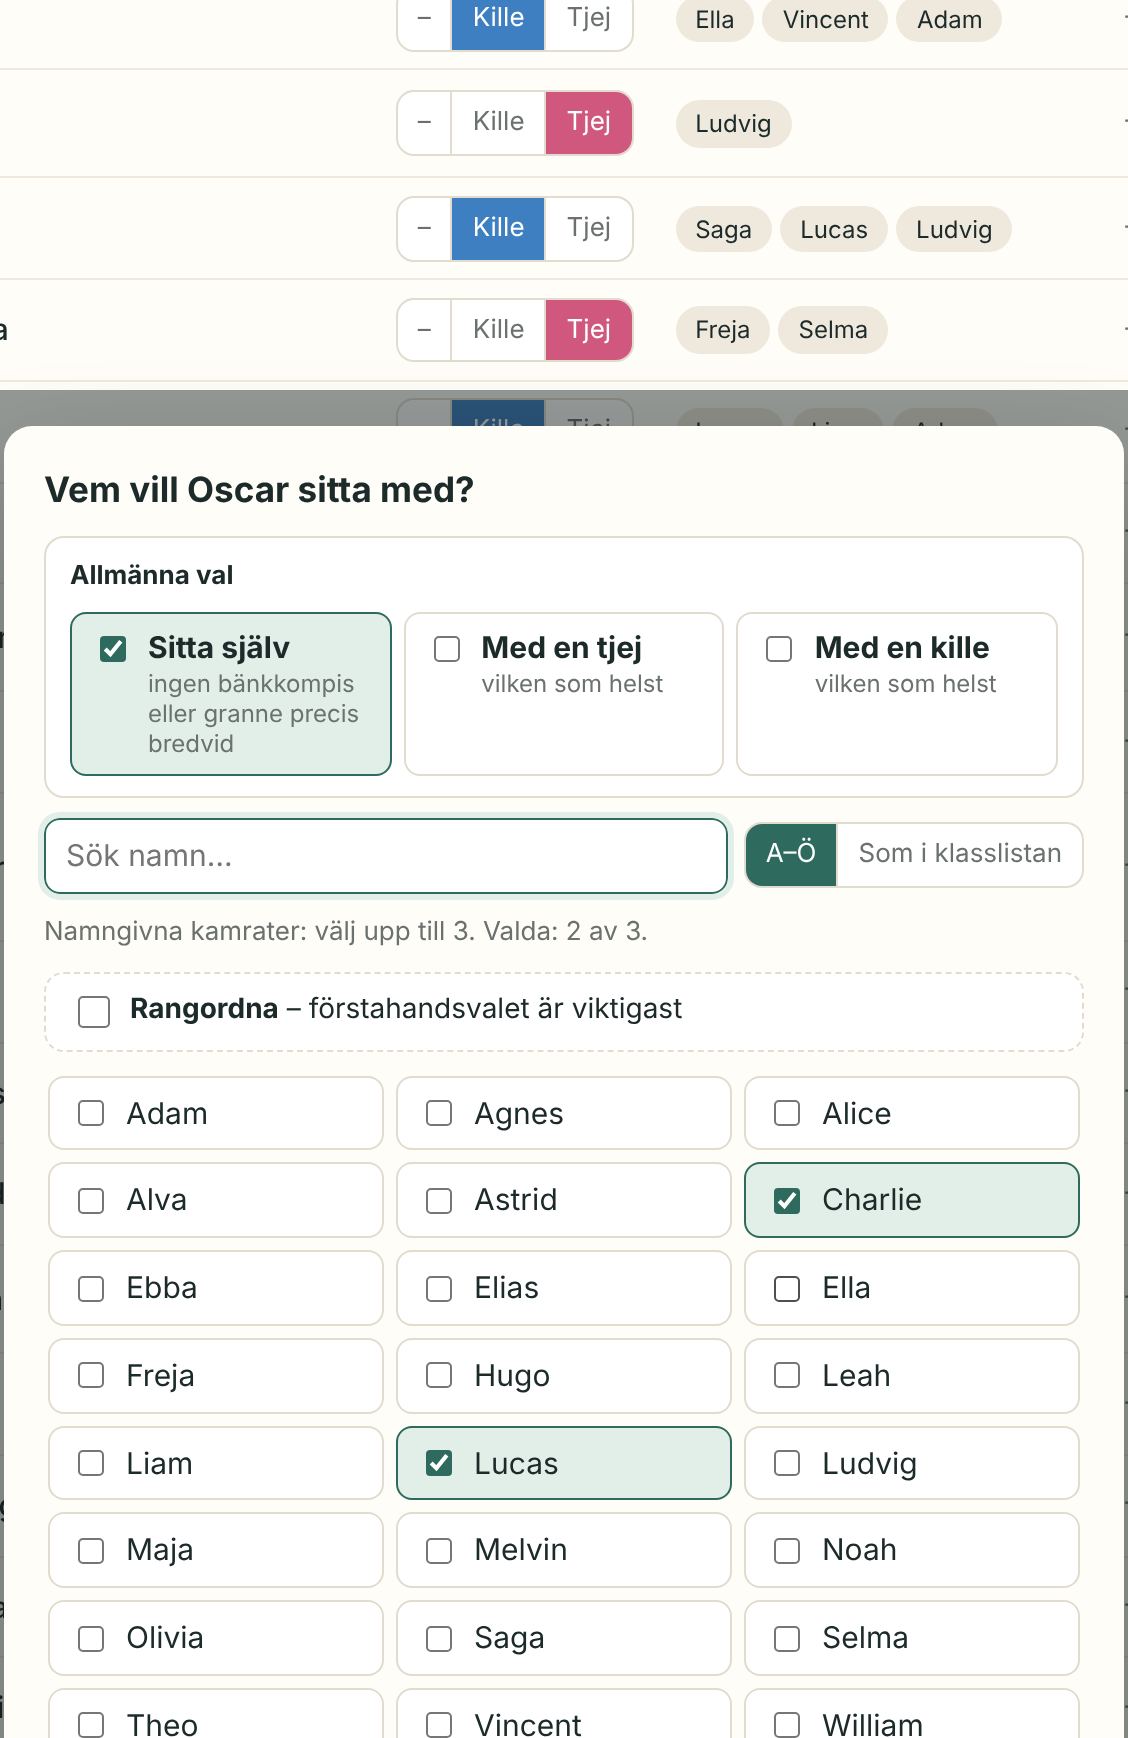 – Kille Tjej Ella Vincent Adam
– Kille Tjej Ludvig
– Kille Tjej Saga Lucas Ludvig
a – Kille Tjej Freja Selma
Kille Tjej
Vem vill Oscar sitta med?
Allmänna val
Sitta själv
ingen bänkkompis
eller granne precis
bredvid
Med en tjej
vilken som helst
Med en kille
vilken som helst
Sök namn...
A–Ö Som i klasslistan
Namngivna kamrater: välj upp till 3. Valda: 2 av 3.
Rangordna – förstahandsvalet är viktigast
Adam Agnes Alice
Alva Astrid Charlie
Ebba Elias Ella
Freja Hugo Leah
Liam Lucas Ludvig
Maja Melvin Noah
Olivia Saga Selma
Theo Vincent William